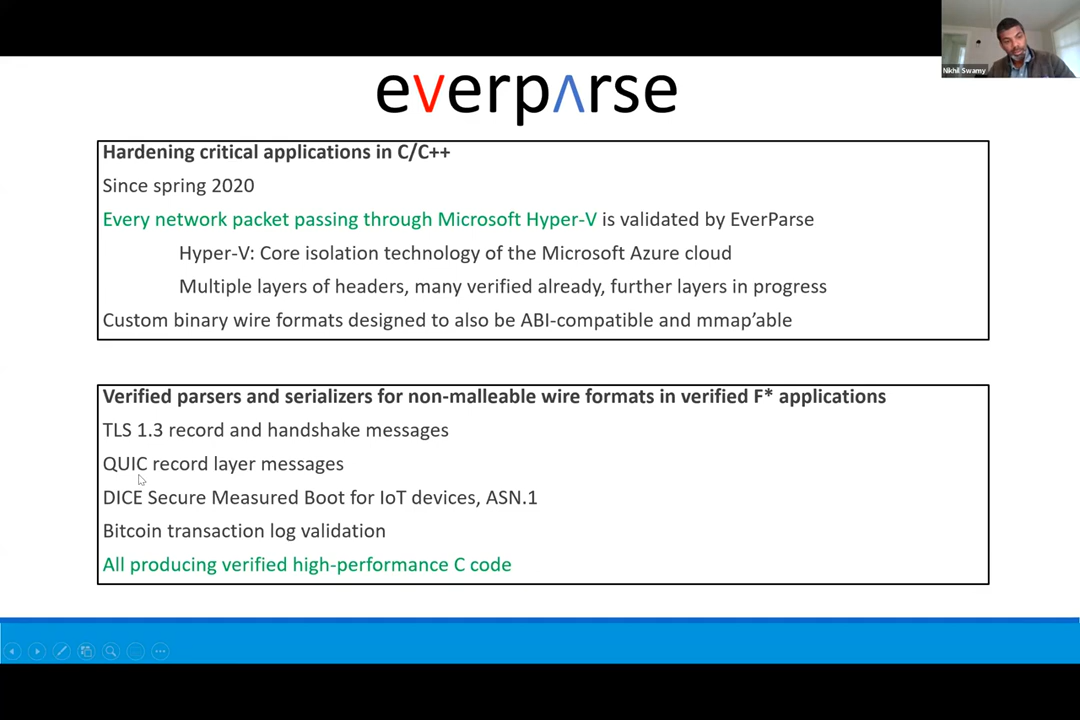 Nikhil Swamy
everpʌrse
Hardening critical applications in C/C++
Since spring 2020
Every network packet passing through Microsoft Hyper-V is validated by EverParse
Hyper-V: Core isolation technology of the Microsoft Azure cloud
Multiple layers of headers, many verified already, further layers in progress
Custom binary wire formats designed to also be ABI-compatible and mmap’able
Verified parsers and serializers for non-malleable wire formats in verified F* applications
TLS 1.3 record and handshake messages
QUIC record layer messages
DICE Secure Measured Boot for IoT devices, ASN.1
Bitcoin transaction log validation
All producing verified high-performance C code